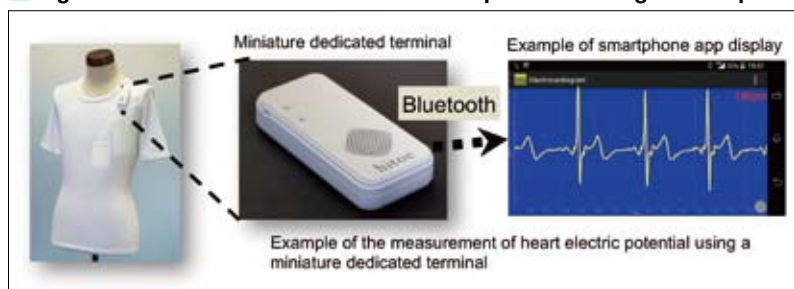 Miniature dedicated terminal
Example of smartphone app display
Bluetooth
hitoe
Electrocardiogram
Example of the measurement of heart electric potential using a
miniature dedicated terminal